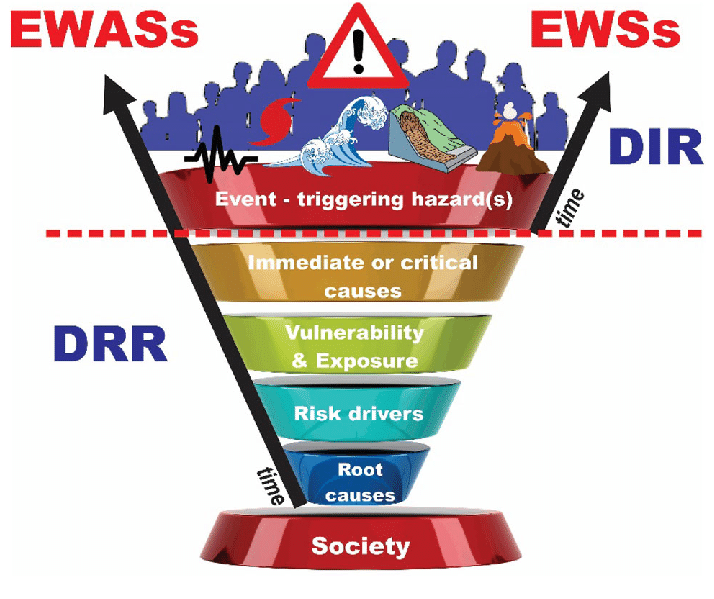 EWASs
EWSs
!
DIR
Event - triggering hazard(s)
time
Immediate or critical
causes
DRR
Vulnerability
& Exposure
Risk drivers
Root
causes
time
Society